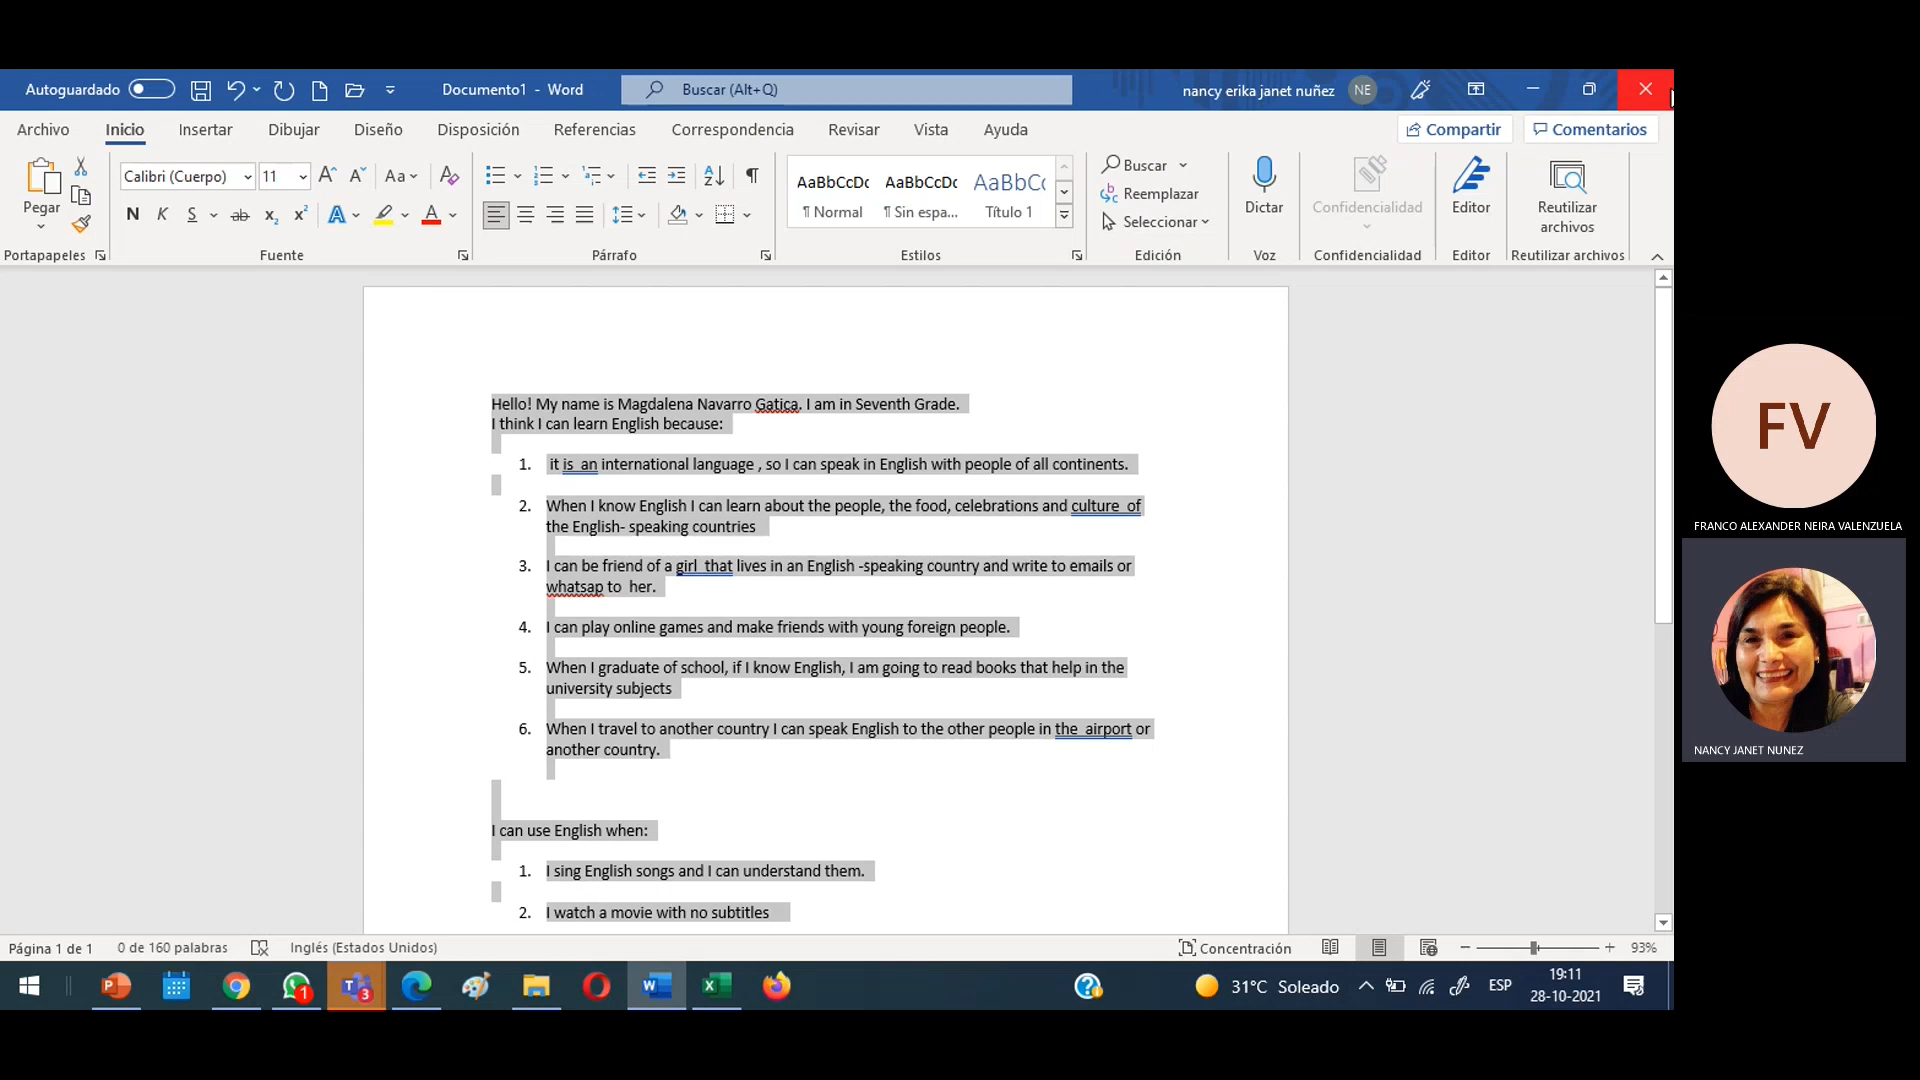 Autoguardado
Documento1 - Word
Buscar (Alt+Q)
nancy erika janet nuñez
NE
Archivo Inicio Insertar Dibujar Diseño Disposición Referencias Correspondencia Revisar Vista Ayuda
Compartir Comentarios
Pegar
Calibri (Cuerpo) 11
Aa
N K S ab x₂ x² A A
AaBbCcDc AaBbCcDc AaBbCc
¶ Normal ¶ Sin espa... Título 1
Buscar
Reemplazar
Seleccionar
Dictar
Confidencialidad
Editor
Reutilizar
archivos
Portapapeles Fuente Párrafo Estilos Edición Voz Confidencialidad Editor Reutilizar archivos
Hello! My name is Magdalena Navarro Gatica. I am in Seventh Grade.
I think I can learn English because:
1. it is an international language , so I can speak in English with people of all continents.
2. When I know English I can learn about the people, the food, celebrations and culture of
the English- speaking countries
3. I can be friend of a girl that lives in an English -speaking country and write to emails or
whatsap to her.
4. I can play online games and make friends with young foreign people.
5. When I graduate of school, if I know English, I am going to read books that help in the
university subjects
6. When I travel to another country I can speak English to the other people in the airport or
another country.
I can use English when:
1. I sing English songs and I can understand them.
2. I watch a movie with no subtitles
Página 1 de 1 0 de 160 palabras Inglés (Estados Unidos) Concentración 93%
31°C Soleado ESP
19:11
28-10-2021
FV
FRANCO ALEXANDER NEIRA VALENZUELA
NANCY JANET NUNEZ